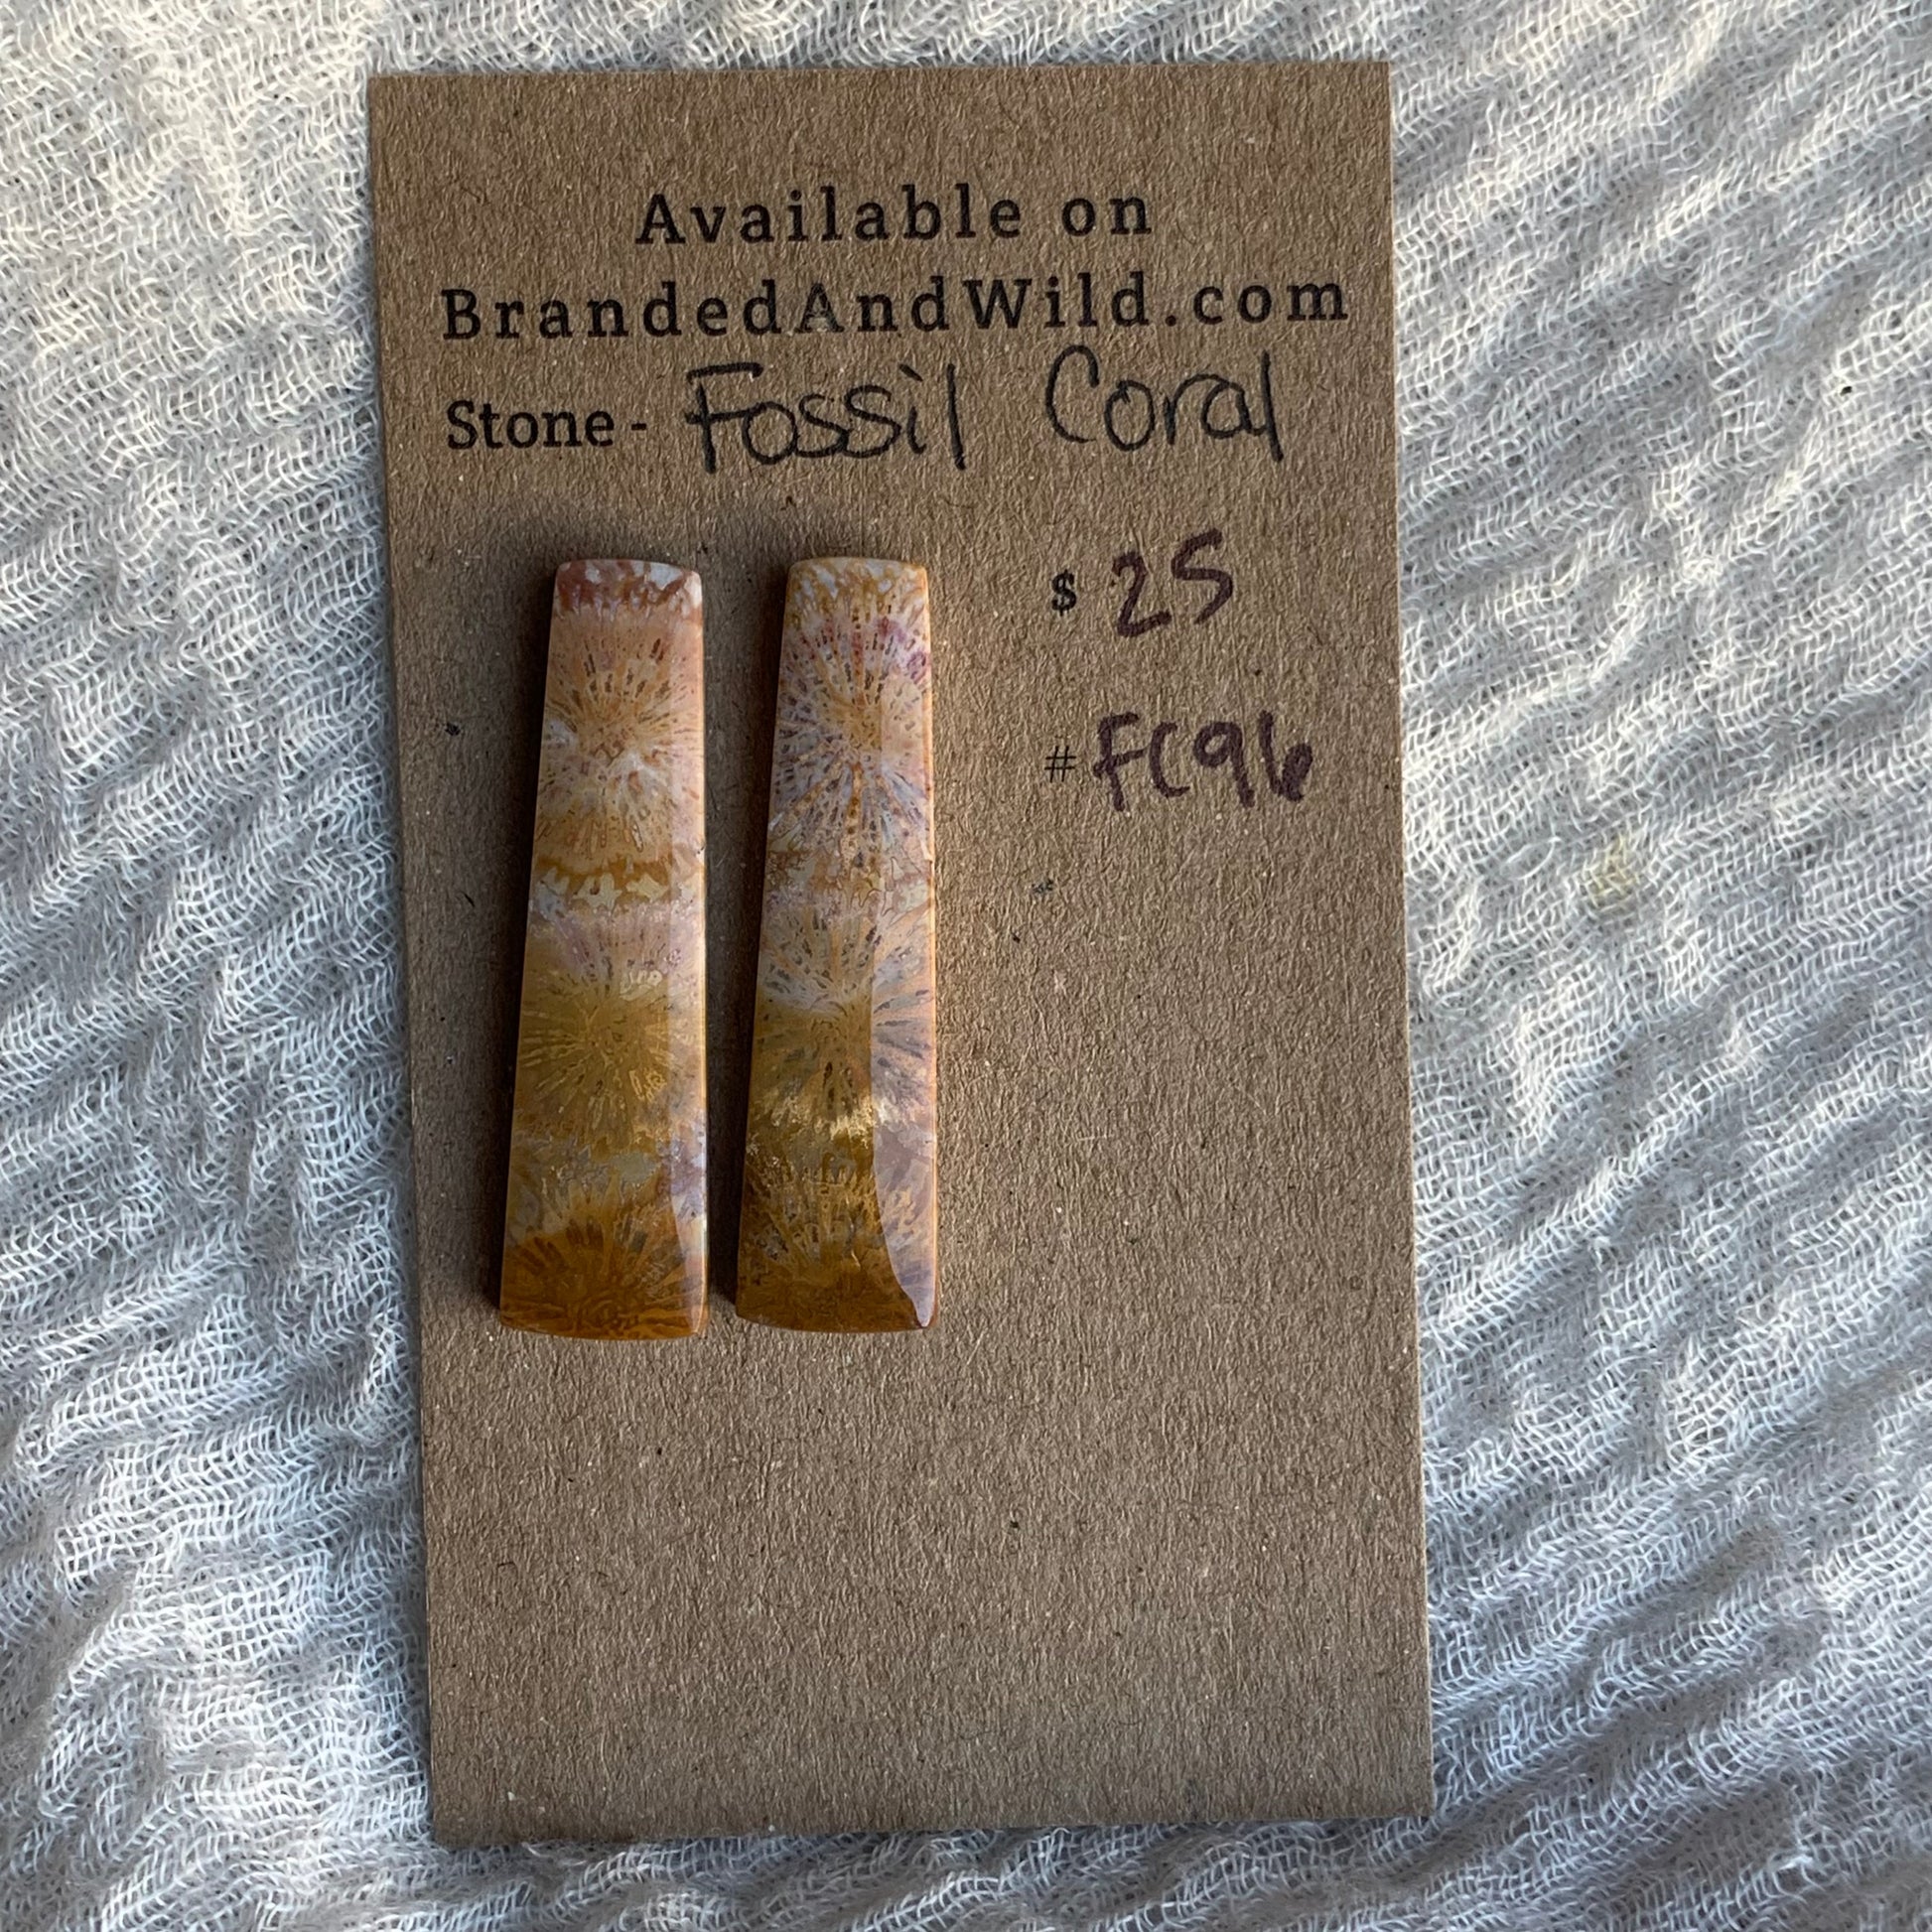 Available on
BrandedAndWild.com
Stone - Fossil Coral
$ 25
# FC96